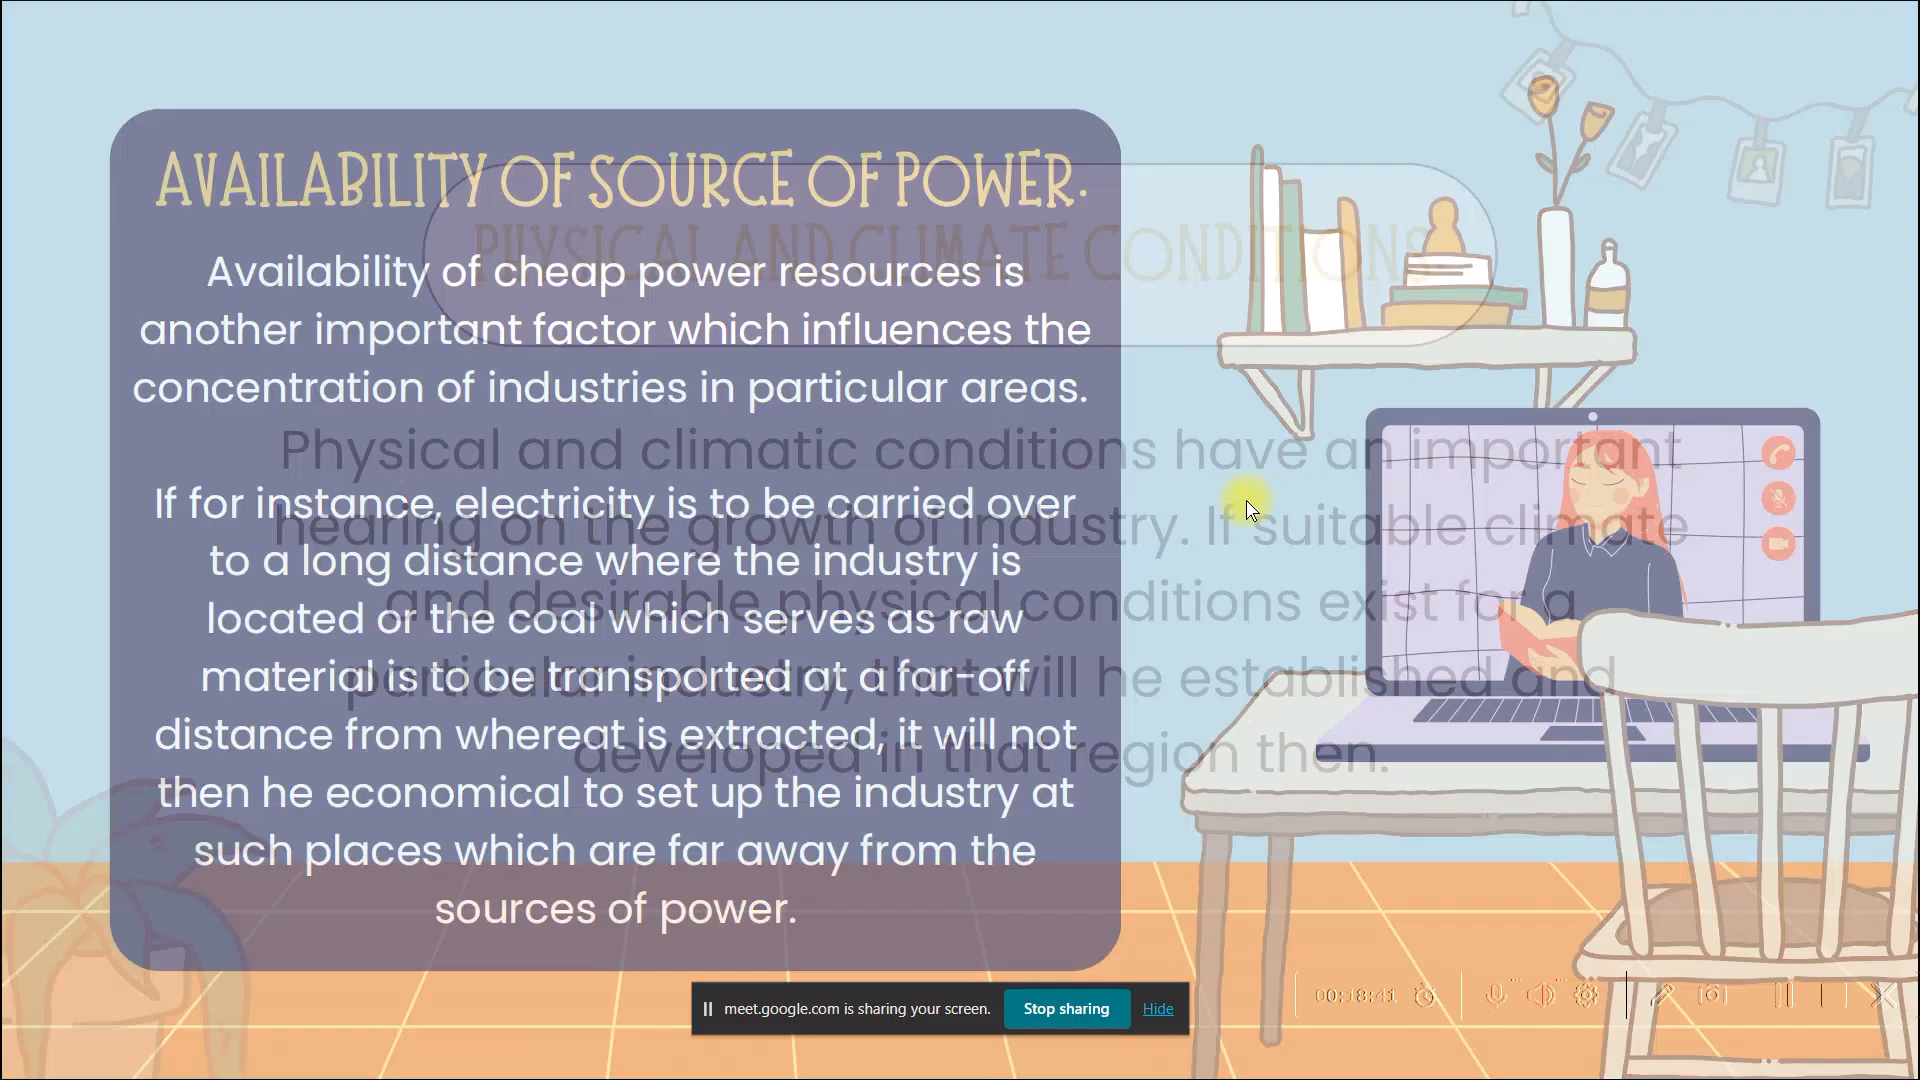 AVAILABILITY OF SOURCE OF POWER.
Availability of cheap power resources is
another important factor which influences the
concentration of industries in particular areas.
If for instance, electricity is to be carried over
to a long distance where the industry is
located or the coal which serves as raw
material is to be transported at a far-off
distance from whereat is extracted, it will not
then he economical to set up the industry at
such places which are far away from the
sources of power.
PHYSICAL AND CLIMATE CONDITIONS
Physical and climatic conditions have an important
hearing on the growth of industry. If suitable climate
and desirable physical conditions exist for a
particular industry, that will he established and
developed in that region then.
meet.google.com is sharing your screen.
Stop sharing
Hide
00:18:41